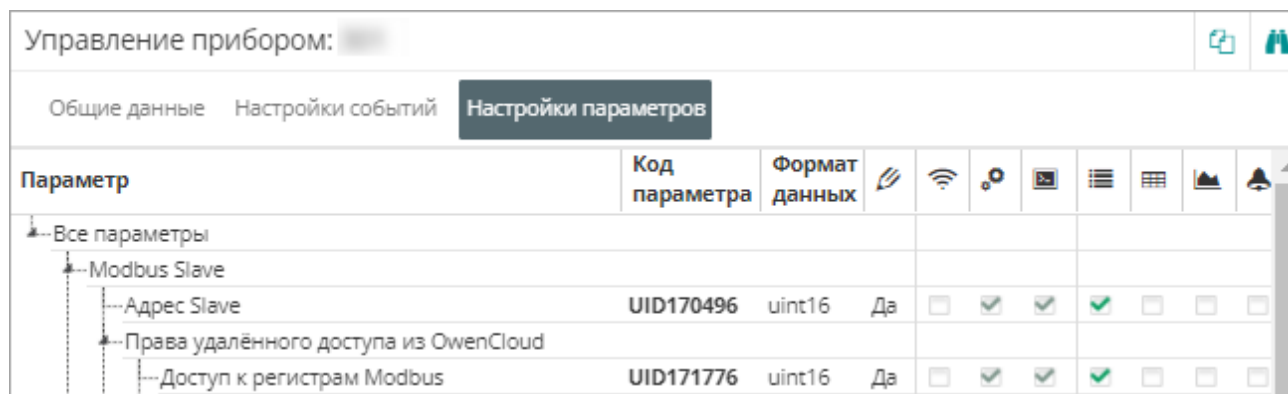 Управление прибором:
Общие данные Настройки событий Настройки параметров
Параметр Код параметра Формат данных
Все параметры
Modbus Slave
Адрес Slave UID170496 uint16 Да
Права удалённого доступа из OwenCloud
Доступ к регистрам Modbus UID171776 uint16 Да